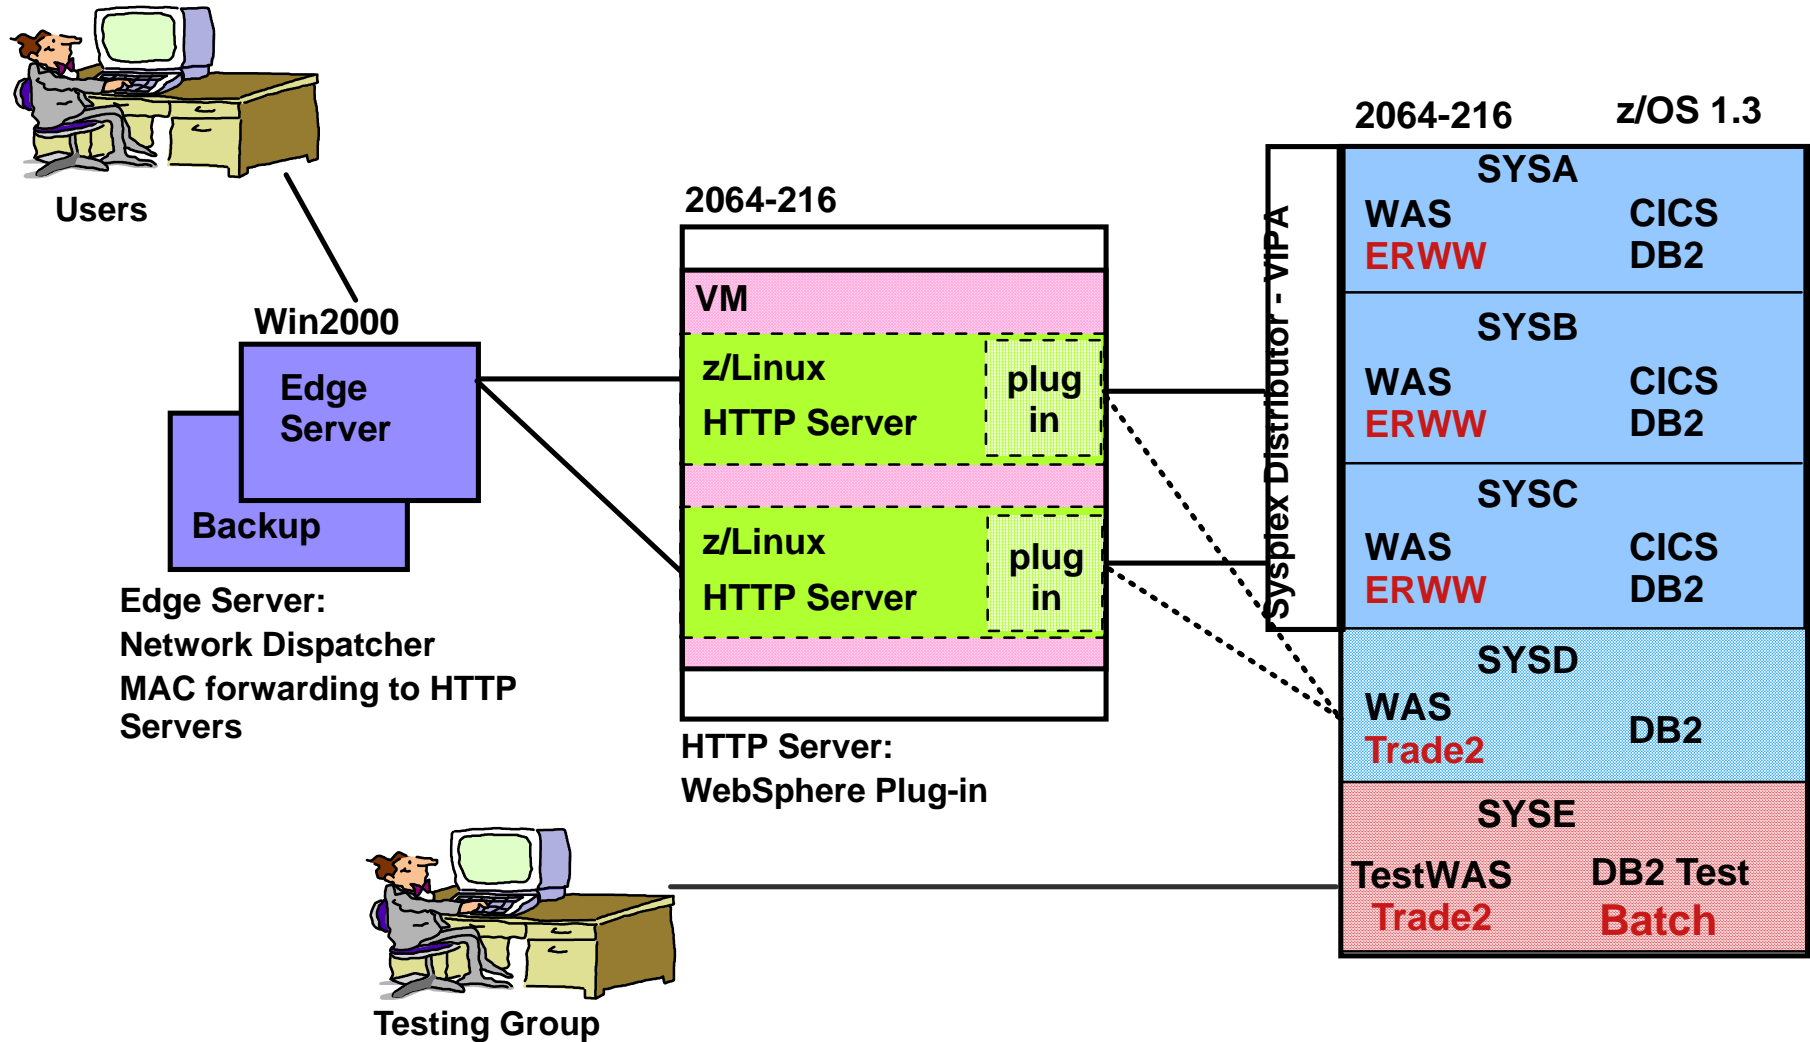 Users
Win2000
Edge
Server
Backup
Edge Server:
Network Dispatcher
MAC forwarding to HTTP
Servers
2064-216
VM
z/Linux
HTTP Server
plug
in
z/Linux
HTTP Server
plug
in
HTTP Server:
WebSphere Plug-in
Testing Group
Sysplex Distributor - VIPA
2064-216 z/OS 1.3
SYSA
WAS CICS
ERWW DB2
SYSB
WAS CICS
ERWW DB2
SYSC
WAS CICS
ERWW DB2
SYSD
WAS
Trade2
DB2
SYSE
TestWAS DB2 Test
Trade2 Batch